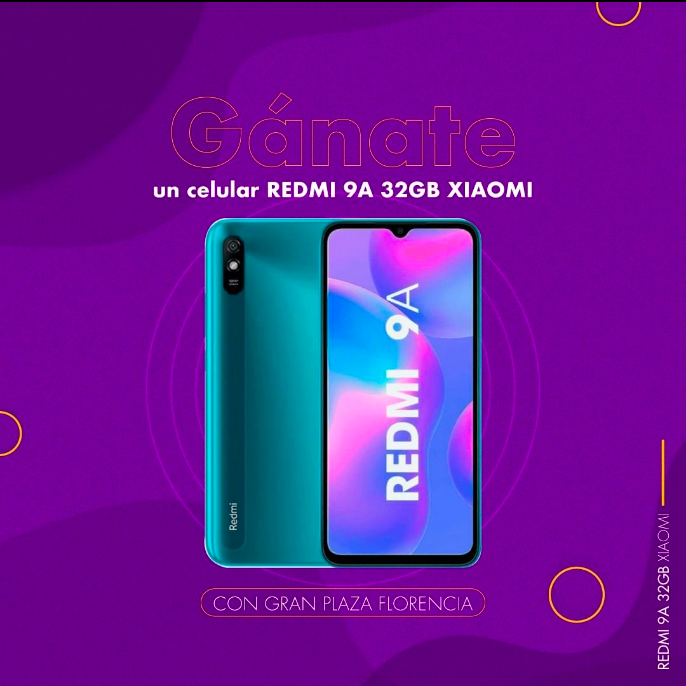 Gánate
un celular REDMI 9A 32GB XIAOMI
REDMI 9A
Redmi
CON GRAN PLAZA FLORENCIA
REDMI 9A 32GB XIAOMI